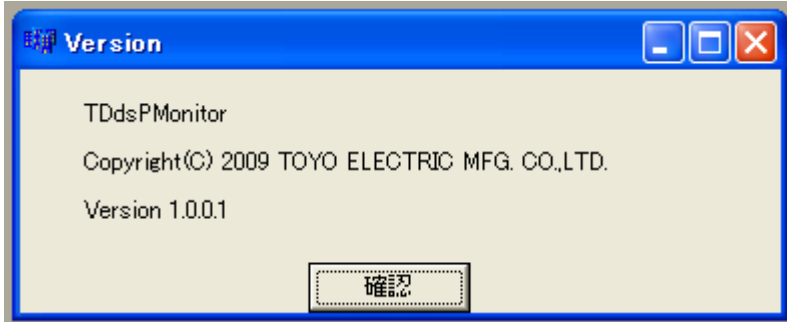 Version
TDdsPMonitor
Copyright(C) 2009 TOYO ELECTRIC MFG. CO.,LTD.
Version 1.0.0.1
確認